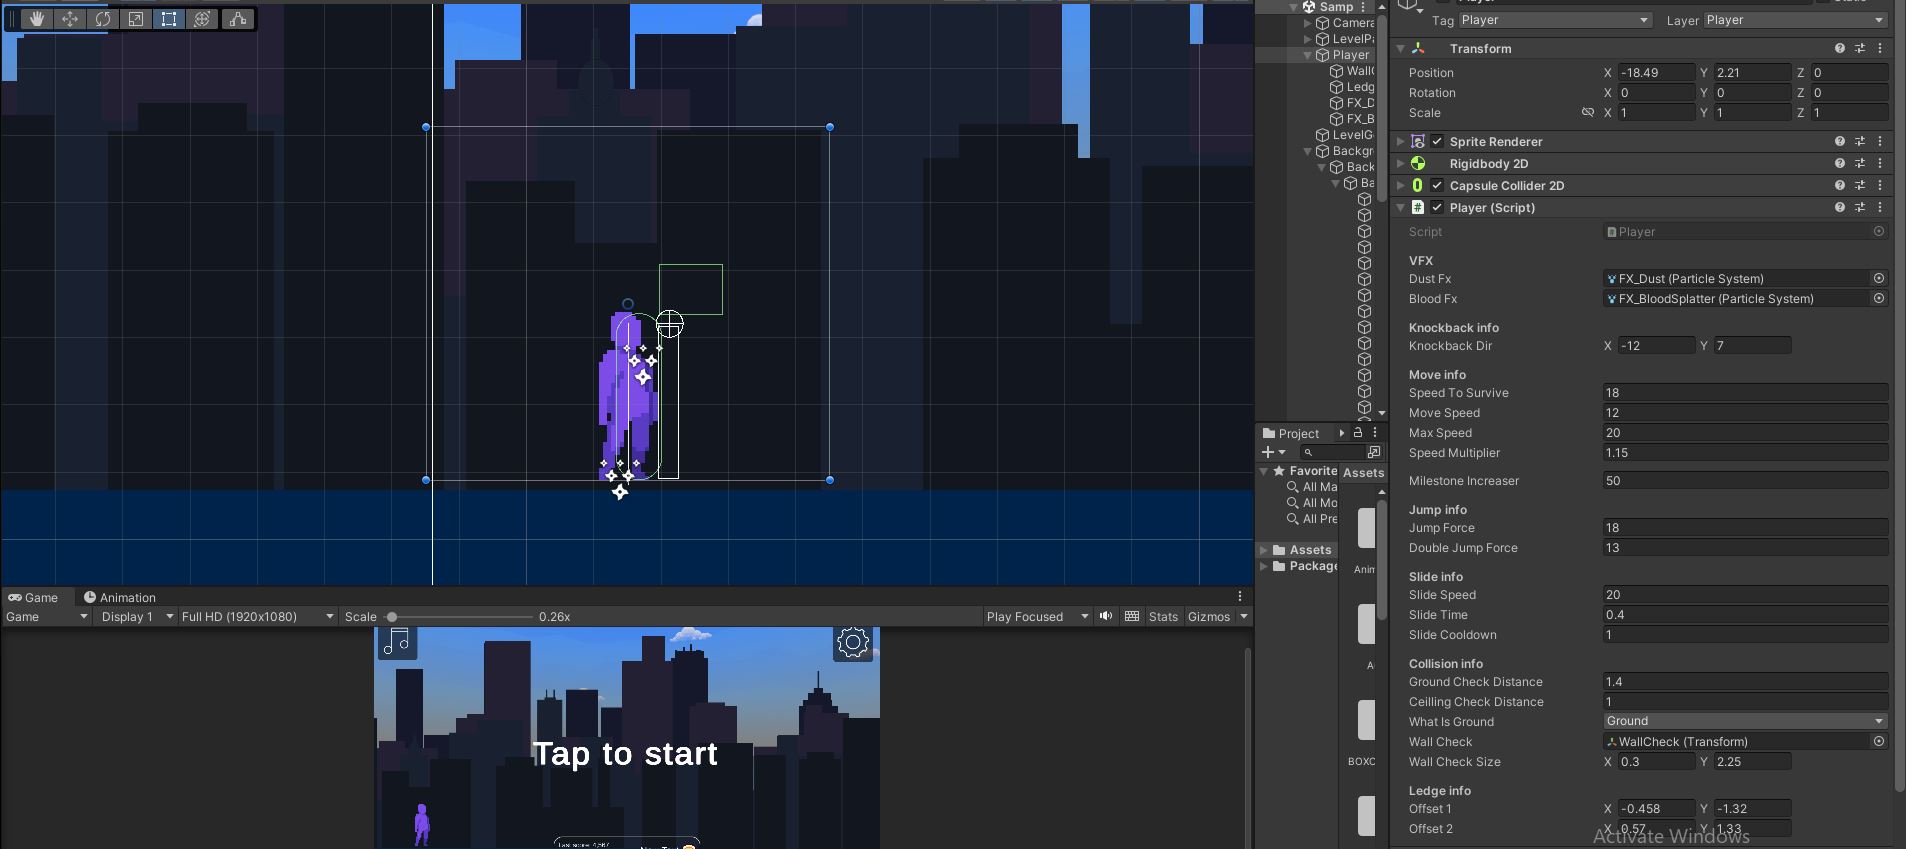 Samp
Camera
LevelPa
Player
Wall
Ledg
FX_D
FX_B
LevelG
Backgr
Back
Ba
Project
Favorite
All Ma
All Mo
All Pre
Assets
Package
Assets
Anim
A
BOXC
Tag Player Layer Player
Transform
Position X -18.49 Y 2.21 Z 0
Rotation X 0 Y 0 Z 0
Scale X 1 Y 1 Z 1
Sprite Renderer
Rigidbody 2D
Capsule Collider 2D
# Player (Script)
Script # Player
VFX
Dust Fx FX_Dust (Particle System)
Blood Fx FX_BloodSplatter (Particle System)
Knockback info
Knockback Dir X -12 Y 7
Move info
Speed To Survive 18
Move Speed 12
Max Speed 20
Speed Multiplier 1.15
Milestone Increaser 50
Jump info
Jump Force 18
Double Jump Force 13
Slide info
Slide Speed 20
Slide Time 0.4
Slide Cooldown 1
Collision info
Ground Check Distance 1.4
Ceilling Check Distance 1
What Is Ground Ground
Wall Check WallCheck (Transform)
Wall Check Size X 0.3 Y 2.25
Ledge info
Offset 1 X -0.458 Y -1.32
Offset 2 X 0.57 Y 1.33
Activate Windows
Game Animation
Game Display 1 Full HD (1920x1080) Scale 0.26x Play Focused Stats Gizmos
Tap to start
Last score: 4,567